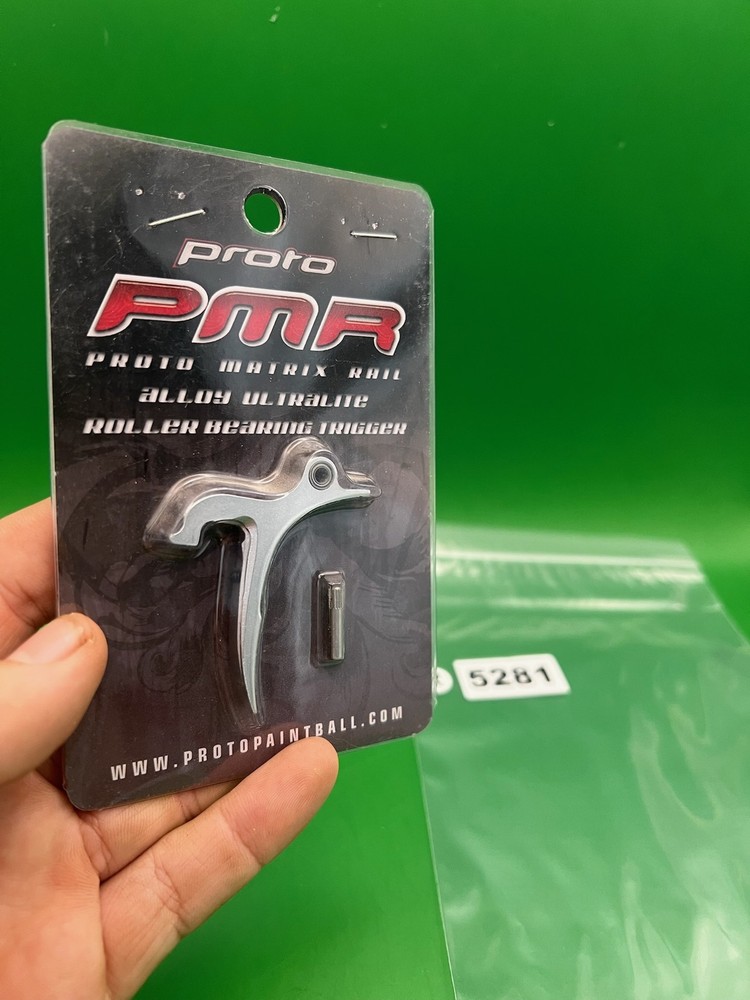 proto
PMR
PROTO MATRIX RAIL
ALLOY ULTRALITE
ROLLER BEARING TRIGGER
WWW.PROTOPAINTBALL.COM
5281